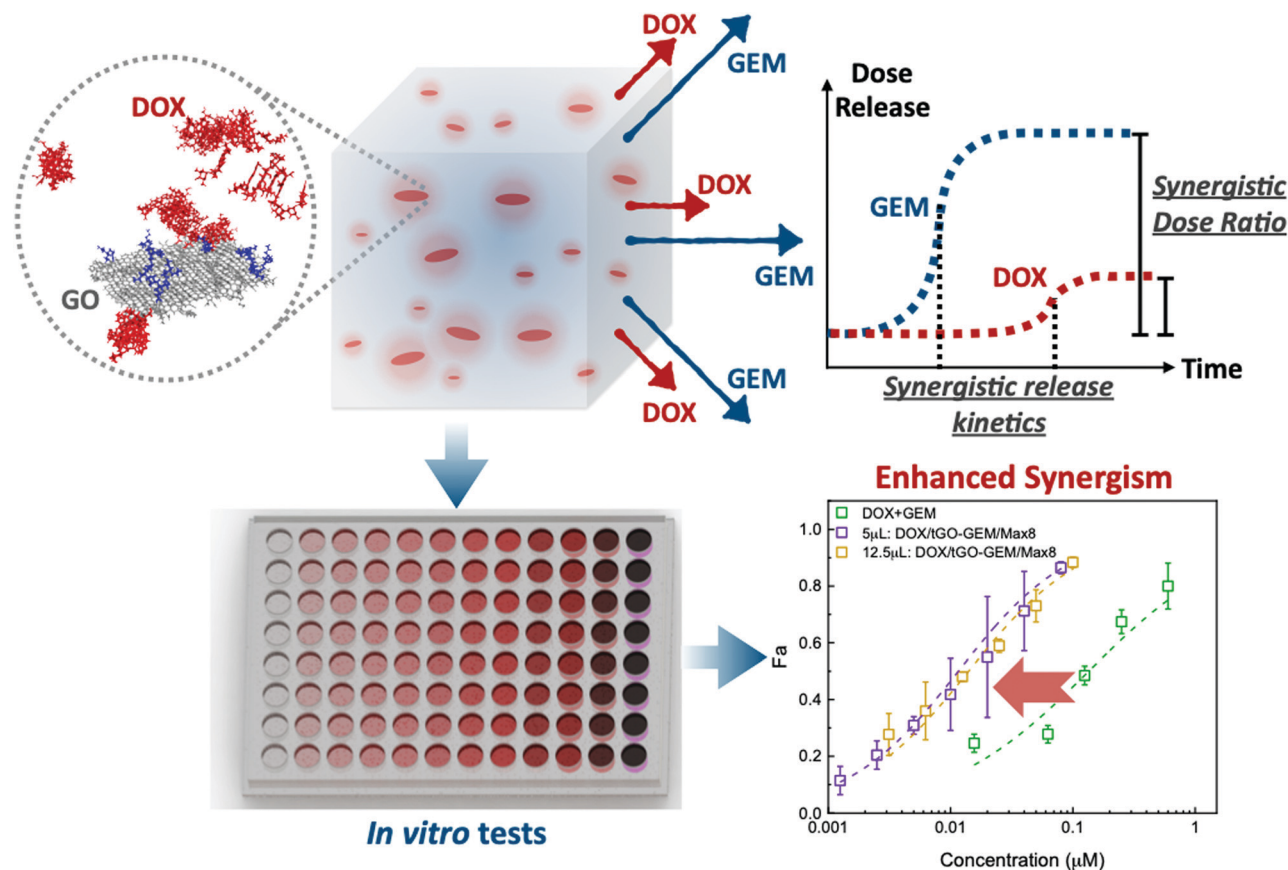 DOX
GO
DOX
GEM
DOX
GEM
DOX
GEM
Dose
Release
GEM
DOX
Synergistic
Dose Ratio
Time
Synergistic release
kinetics
In vitro tests
Enhanced Synergism
DOX+GEM
5µL: DOX/tGO-GEM/Max8
12.5µL: DOX/tGO-GEM/Max8
Fa
1.0
0.8
0.6
0.4
0.2
0.0
0.001
0.01
0.1
1
Concentration (µM)